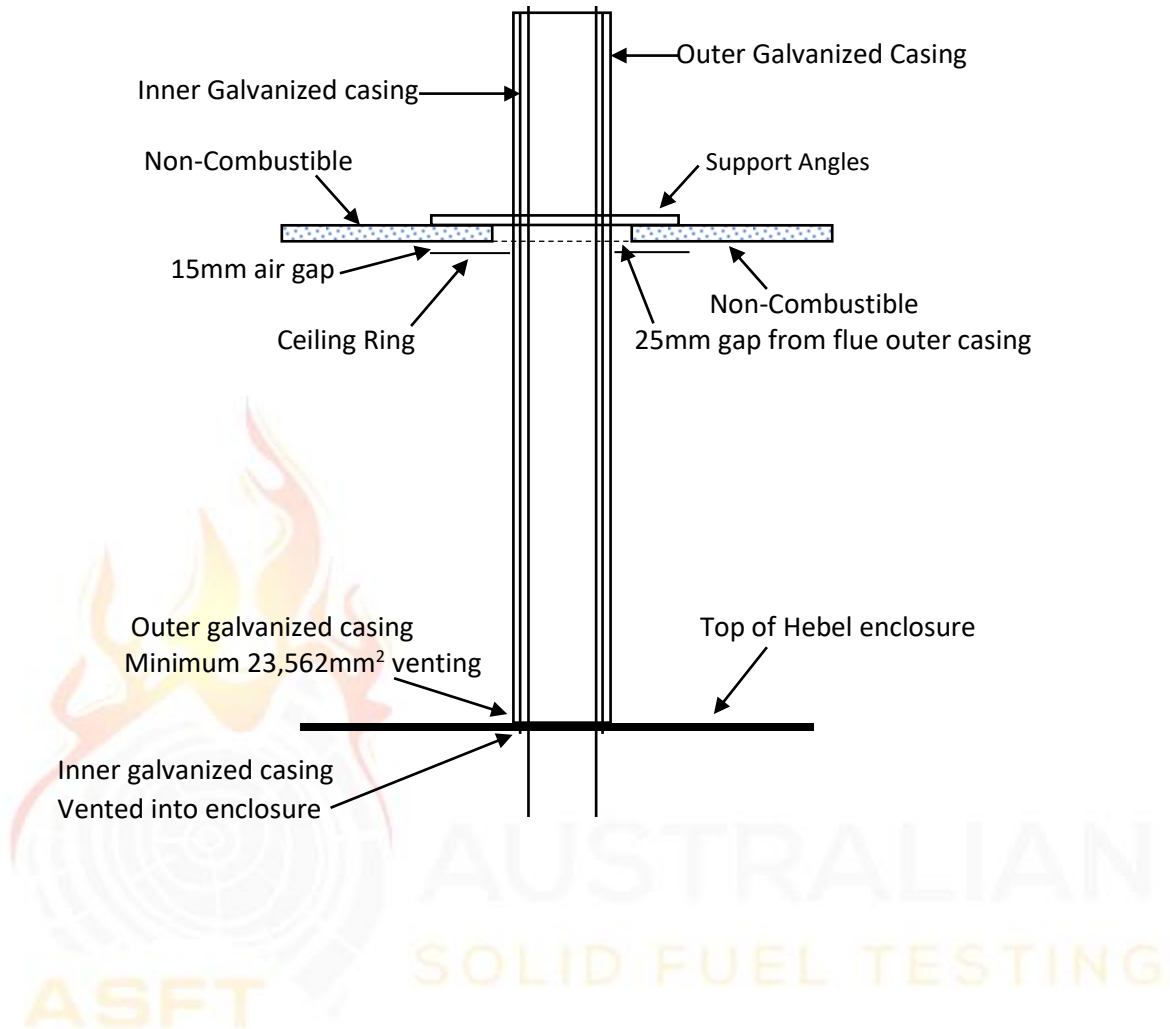 Outer Galvanized Casing
Inner Galvanized casing
Non-Combustible
Support Angles
15mm air gap
Non-Combustible
Ceiling Ring
25mm gap from flue outer casing
Outer galvanized casing
Minimum 23,562mm² venting
Top of Hebel enclosure
Inner galvanized casing
Vented into enclosure
AUSTRALIAN
SOLID FUEL TESTING
ASFT